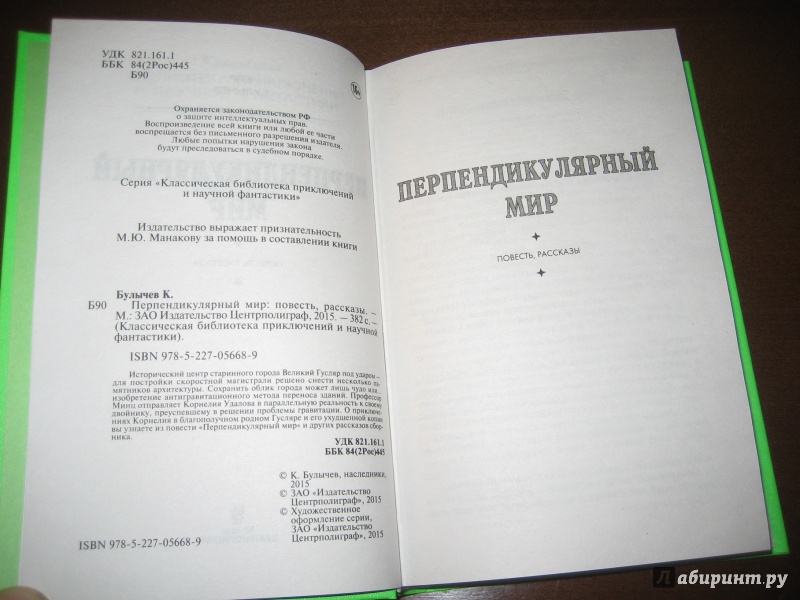 УДК 821.161.1
ББК 84(2Рос)445
Б90
16+
Охраняется законодательством РФ
о защите интеллектуальных прав.
Воспроизведение всей книги или любой ее части
воспрещается без письменного разрешения издателя.
Любые попытки нарушения закона
будут преследоваться в судебном порядке.
Серия «Классическая библиотека приключений
и научной фантастики»
Издательство выражает признательность
М.Ю. Манакову за помощь в составлении книги
Булычев К.
Б90 Перпендикулярный мир: повесть, рассказы. –
М.: ЗАО Издательство Центрполиграф, 2015. — 382 с. –
(Классическая библиотека приключений и научной
фантастики).
ISBN 978-5-227-05668-9
Исторический центр старинного города Великий Гусляр под ударом —
для постройки скоростной магистрали решено снести несколько па-
мятников архитектуры. Сохранить облик города может лишь чудо или
изобретение антигравитационного метода переноса зданий. Профессор
Минц отправляет Корнелия Удалова в параллельную реальность к своему
двойнику, преуспевшему в решении проблемы гравитации. О приключе-
ниях Корнелия в благополучном родном Гусляре и его ухудшенной копии
вы узнаете из повести «Перпендикулярный мир» и других рассказов сбор-
ника.
УДК 821.161.1
ББК 84(2Рос)445
© К. Булычев, наследники,
2015
© ЗАО «Издательство
Центрполиграф», 2015
© Художественное
оформление серии,
ЗАО «Издательство
Центрполиграф», 2015
ISBN 978-5-227-05668-9
ПЕРПЕНДИКУЛЯРНЫЙ
МИР
ПОВЕСТЬ, РАССКАЗЫ
Лабиринт.ру